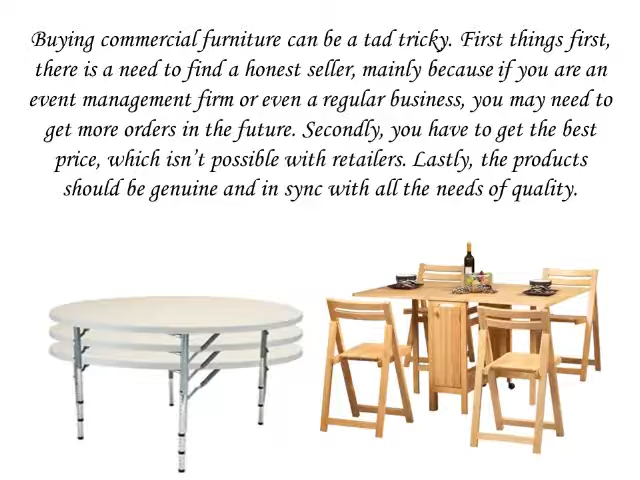 Buying commercial furniture can be a tad tricky. First things first,
there is a need to find a honest seller, mainly because if you are an
event management firm or even a regular business, you may need to
get more orders in the future. Secondly, you have to get the best
price, which isn’t possible with retailers. Lastly, the products
should be genuine and in sync with all the needs of quality.